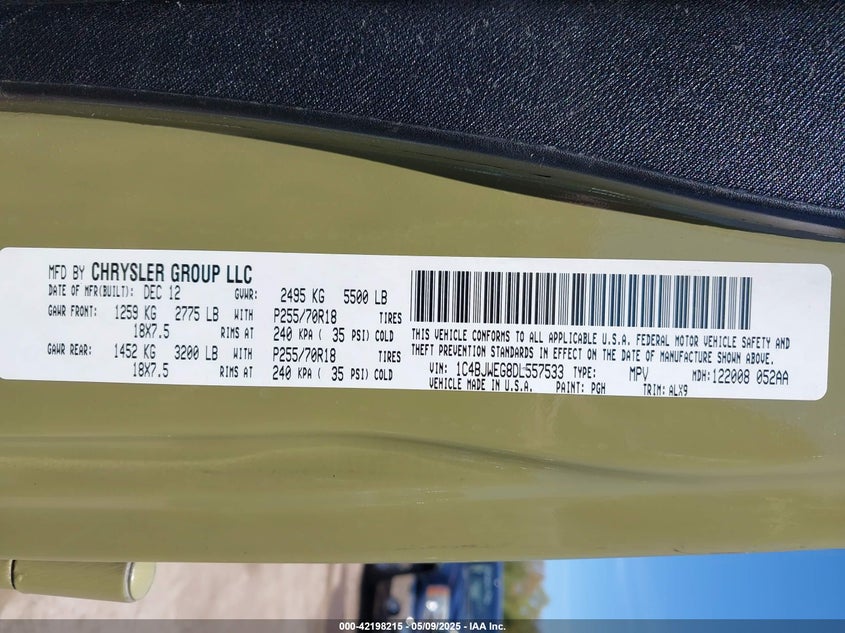 MFD BY CHRYSLER GROUP LLC
DATE OF MFR(BUILT): DEC 12 GVWR: 2495 KG 5500 LB
GAWR FRONT: 1259 KG 2775 LB WITH P255/70R18 TIRES
18X7.5 RIMS AT 240 KPA ( 35 PSI) COLD
GAWR REAR: 1452 KG 3200 LB WITH P255/70R18 TIRES
18X7.5 RIMS AT 240 KPA ( 35 PSI) COLD
THIS VEHICLE CONFORMS TO ALL APPLICABLE U.S.A. FEDERAL MOTOR VEHICLE SAFETY AND
THEFT PREVENTION STANDARDS IN EFFECT ON THE DATE OF MANUFACTURE SHOWN ABOVE.
VIN: 1C4BJWEG8DL557533 TYPE: MPV MDH: 122008 052AA
VEHICLE MADE IN U.S.A. PAINT: PGH TRIM: ALX9
000-42198215 - 05/09/2025 - IAA Inc.